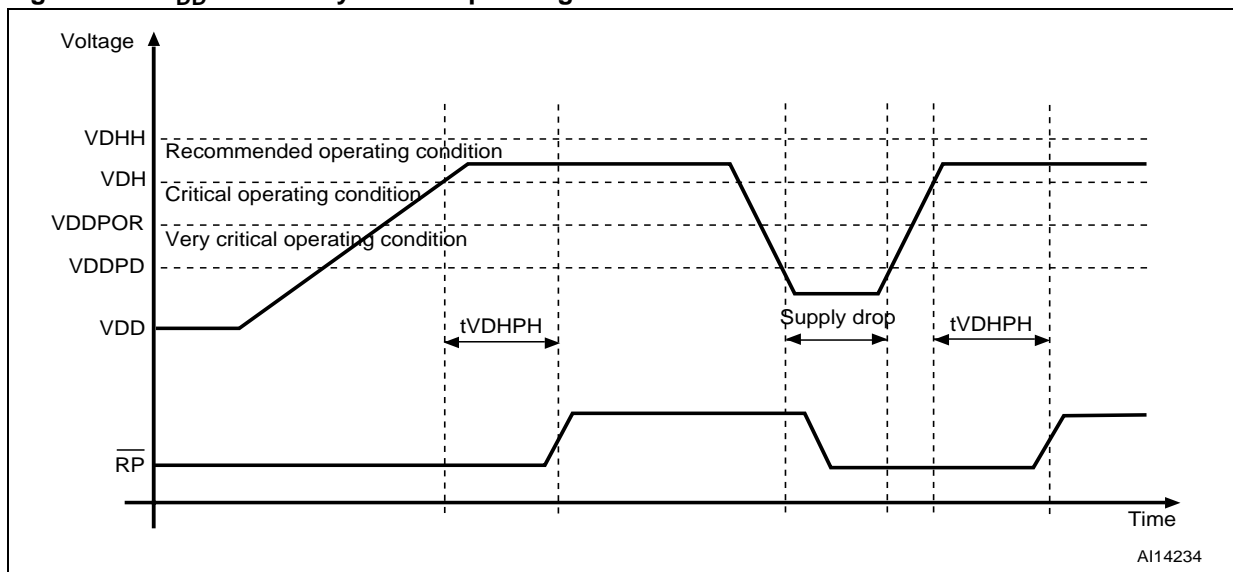 Voltage
VDHH
Recommended operating condition
VDH
Critical operating condition
VDDPOR
Very critical operating condition
VDDPD
VDD
tVDHPH
Supply drop
tVDHPH
RP
Time
AI14234